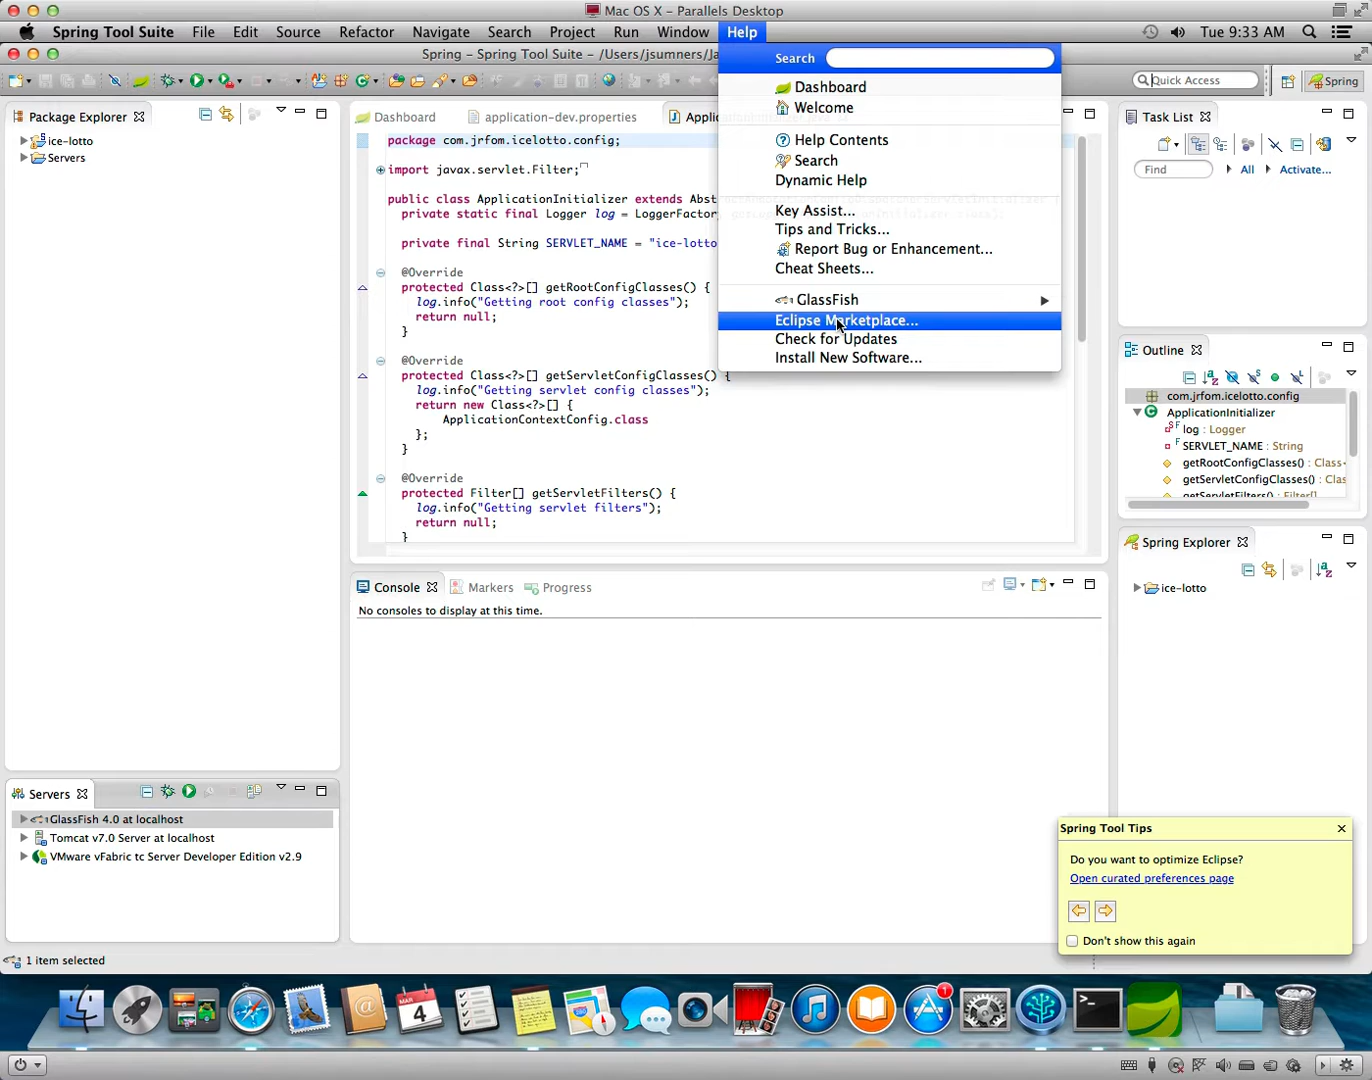 Mac OS X - Parallels Desktop
Spring Tool Suite File Edit Source Refactor Navigate Search Project Run Window Help Tue 9:33 AM
Spring – Spring Tool Suite – /Users/jsumners/Ja
Quick Access Spring
Search
Dashboard
Welcome
Help Contents
Search
Dynamic Help
Key Assist...
Tips and Tricks...
Report Bug or Enhancement...
Cheat Sheets...
GlassFish
Eclipse Marketplace...
Check for Updates
Install New Software...
Package Explorer
ice-lotto
Servers
Dashboard application-dev.properties Applic
package com.jrfom.icelotto.config;
import javax.servlet.Filter;
public class ApplicationInitializer extends Abst
private static final Logger log = LoggerFactory
private final String SERVLET_NAME = "ice-lotto
@Override
protected Class<?>[] getRootConfigClasses() {
log.info("Getting root config classes");
return null;
}
@Override
protected Class<?>[] getServletConfigClasses() {
log.info("Getting servlet config classes");
return new Class<?>[] {
ApplicationContextConfig.class
};
}
@Override
protected Filter[] getServletFilters() {
log.info("Getting servlet filters");
return null;
}
Task List
Find All Activate...
Outline
com.jrfom.icelotto.config
ApplicationInitializer
log : Logger
SERVLET_NAME : String
getRootConfigClasses() : Class<
getServletConfigClasses() : Clas
getServletFilters() : Filter[]
Spring Explorer
ice-lotto
Console Markers Progress
No consoles to display at this time.
Servers
GlassFish 4.0 at localhost
Tomcat v7.0 Server at localhost
VMware vFabric tc Server Developer Edition v2.9
Spring Tool Tips
Do you want to optimize Eclipse?
Open curated preferences page
Don't show this again
1 item selected
MAR
4
1